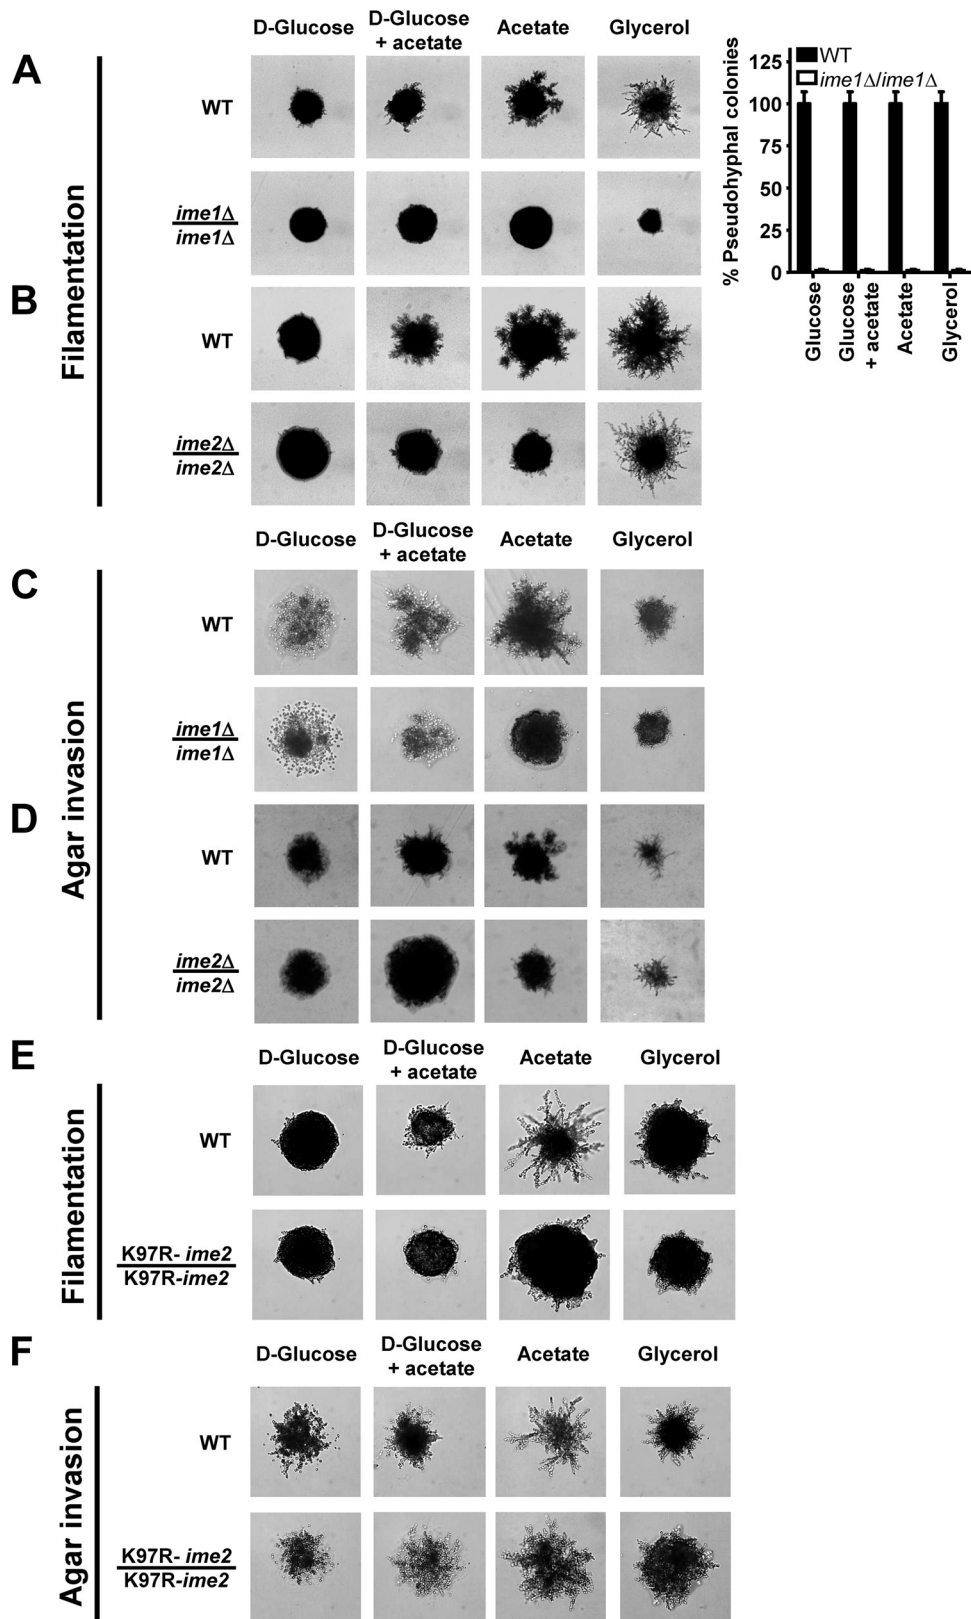 D-Glucose D-Glucose + acetate Acetate Glycerol
A
Filamentation
WT
ime1Δ
ime1Δ
B
WT
ime2Δ
ime2Δ
% Pseudohyphal colonies
125
100
75
50
25
0
WT
ime1Δ/ime1Δ
Glucose
Glucose
+ acetate
Acetate
Glycerol
D-Glucose D-Glucose + acetate Acetate Glycerol
C
Agar invasion
WT
ime1Δ
ime1Δ
D
WT
ime2Δ
ime2Δ
D-Glucose D-Glucose + acetate Acetate Glycerol
E
Filamentation
WT
K97R- ime2
K97R-ime2
D-Glucose D-Glucose + acetate Acetate Glycerol
F
Agar invasion
WT
K97R- ime2
K97R-ime2